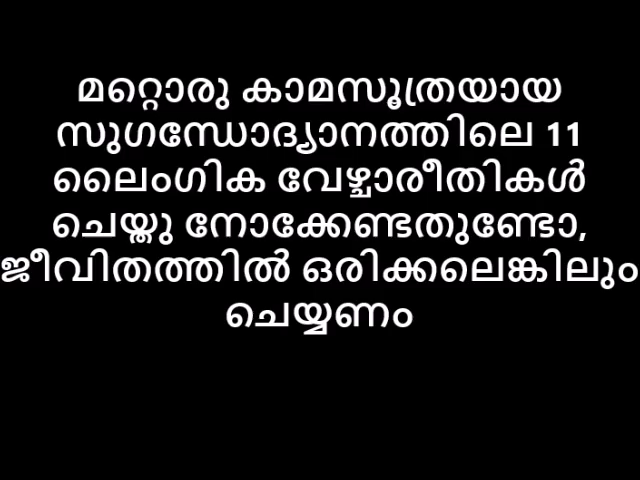 മറ്റൊരു കാമസൂത്രയായ
സുഗന്ധോദ്യാനത്തിലെ 11
ലൈംഗിക വേഴ്ചാരീതികൾ
ചെയ്തു നോക്കേണ്ടതുണ്ടോ,
ജീവിതത്തിൽ ഒരിക്കലെങ്കിലും
ചെയ്യണം